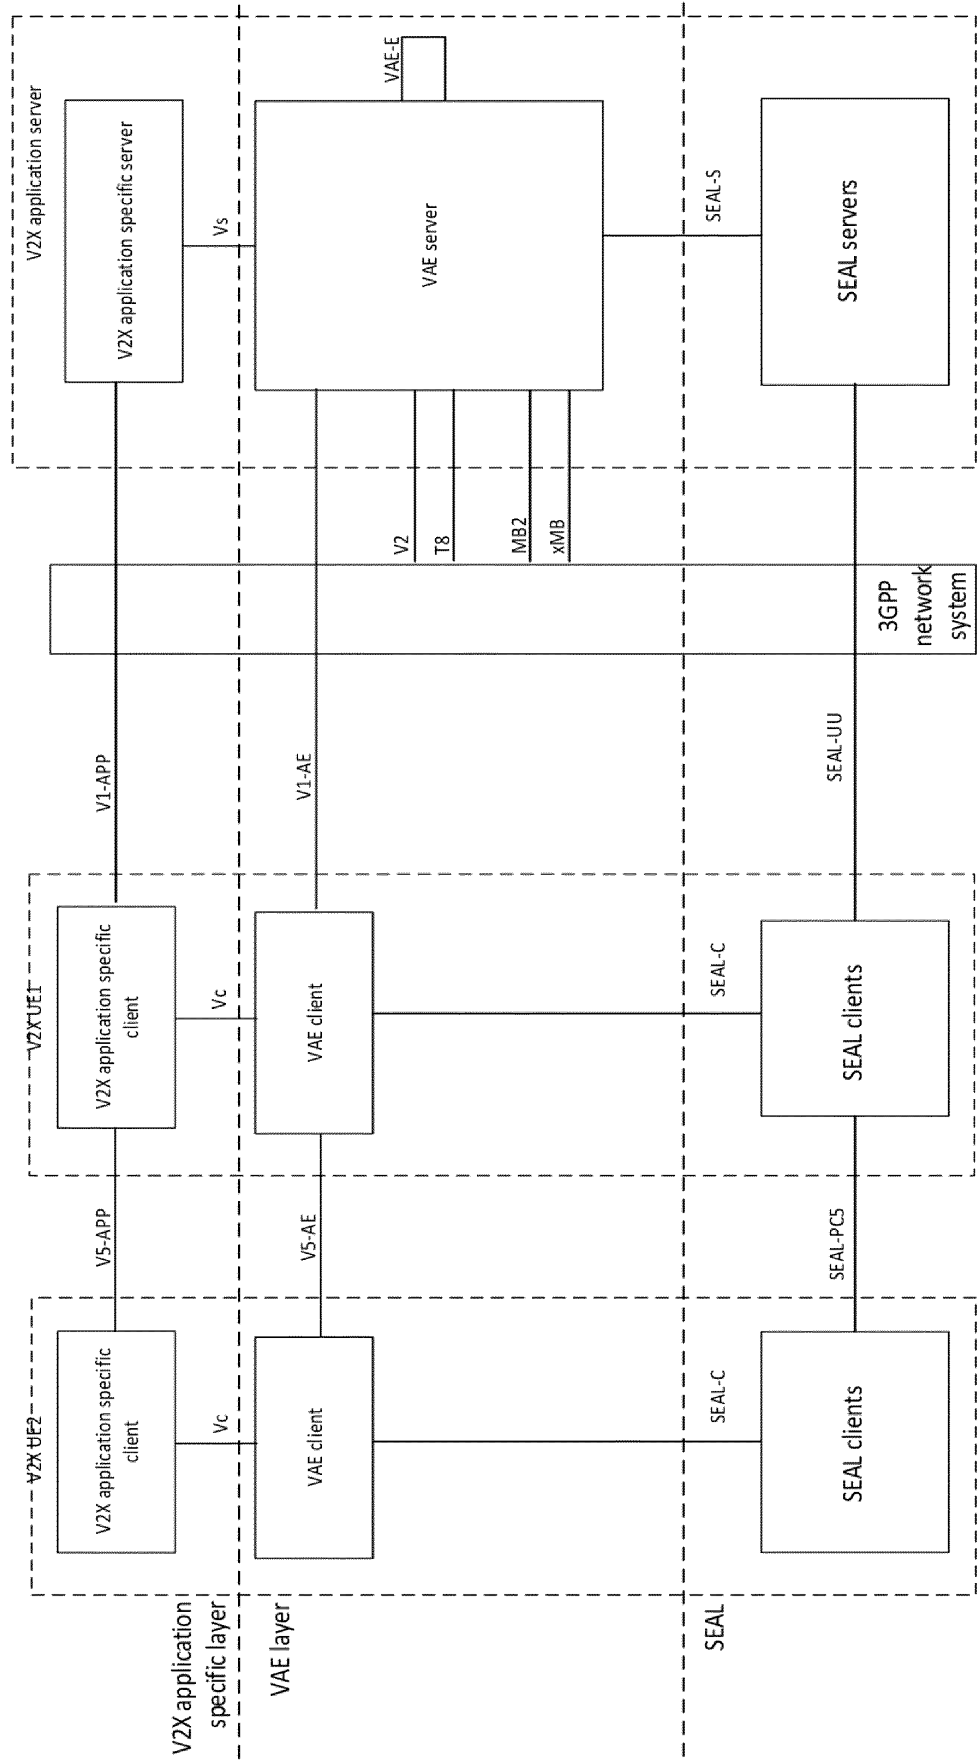 V2X UE2
V2X UE1
V2X application server
V2X application specific
client
V5-APP
V2X application specific
client
V1-APP
V2X application specific server
V2X application
specific layer
Vc
Vc
Vs
VAE layer
VAE client
V5-AE
VAE client
V1-AE
VAE server
VAE-E
V2
T8
MB2
xMB
SEAL
SEAL-C
SEAL-C
SEAL-S
SEAL clients
SEAL-PC5
SEAL clients
SEAL-UU
3GPP
network
system
SEAL servers